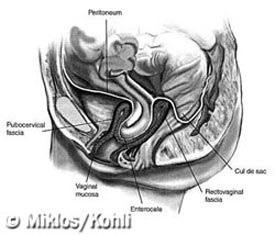 Peritoneum
Pubocervical
fascia
Cul de sac
Vaginal
mucosa
Rectovaginal
fascia
Enterocele
© Miklos/Kohli